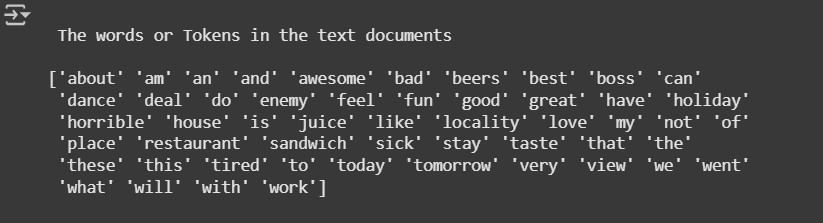 The words or Tokens in the text documents
['about' 'am' 'an' 'and' 'awesome' 'bad' 'beers' 'best' 'boss' 'can'
'dance' 'deal' 'do' 'enemy' 'feel' 'fun' 'good' 'great' 'have' 'holiday'
'horrible' 'house' 'is' 'juice' 'like' 'locality' 'love' 'my' 'not' 'of'
'place' 'restaurant' 'sandwich' 'sick' 'stay' 'taste' 'that' 'the'
'these' 'this' 'tired' 'to' 'today' 'tomorrow' 'very' 'view' 'we' 'went'
'what' 'will' 'with' 'work']